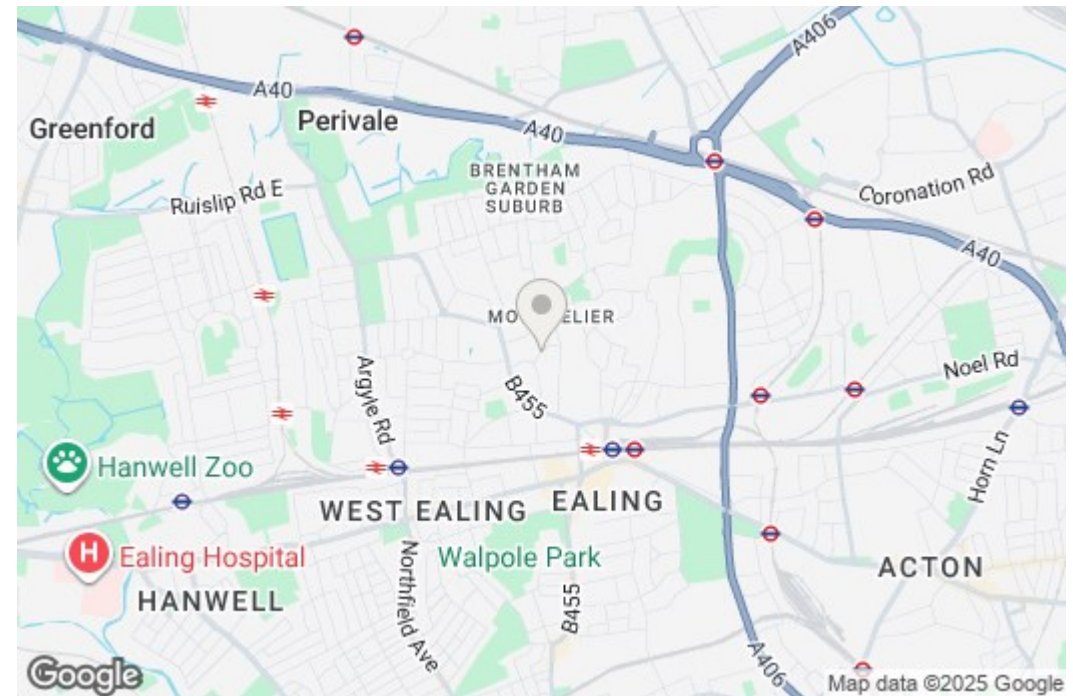 A406
A40
Greenford
Perivale
A40
BRENTHAM
GARDEN
SUBURB
Coronation Rd
Ruislip Rd E
A40
Argyle Rd
Noel Rd
B455
Horn Ln
Hanwell Zoo
WEST EALING
EALING
H
Ealing Hospital
Walpole Park
ACTON
HANWELL
Northfield Ave
B455
A406
Google
Map data ©2025 Google